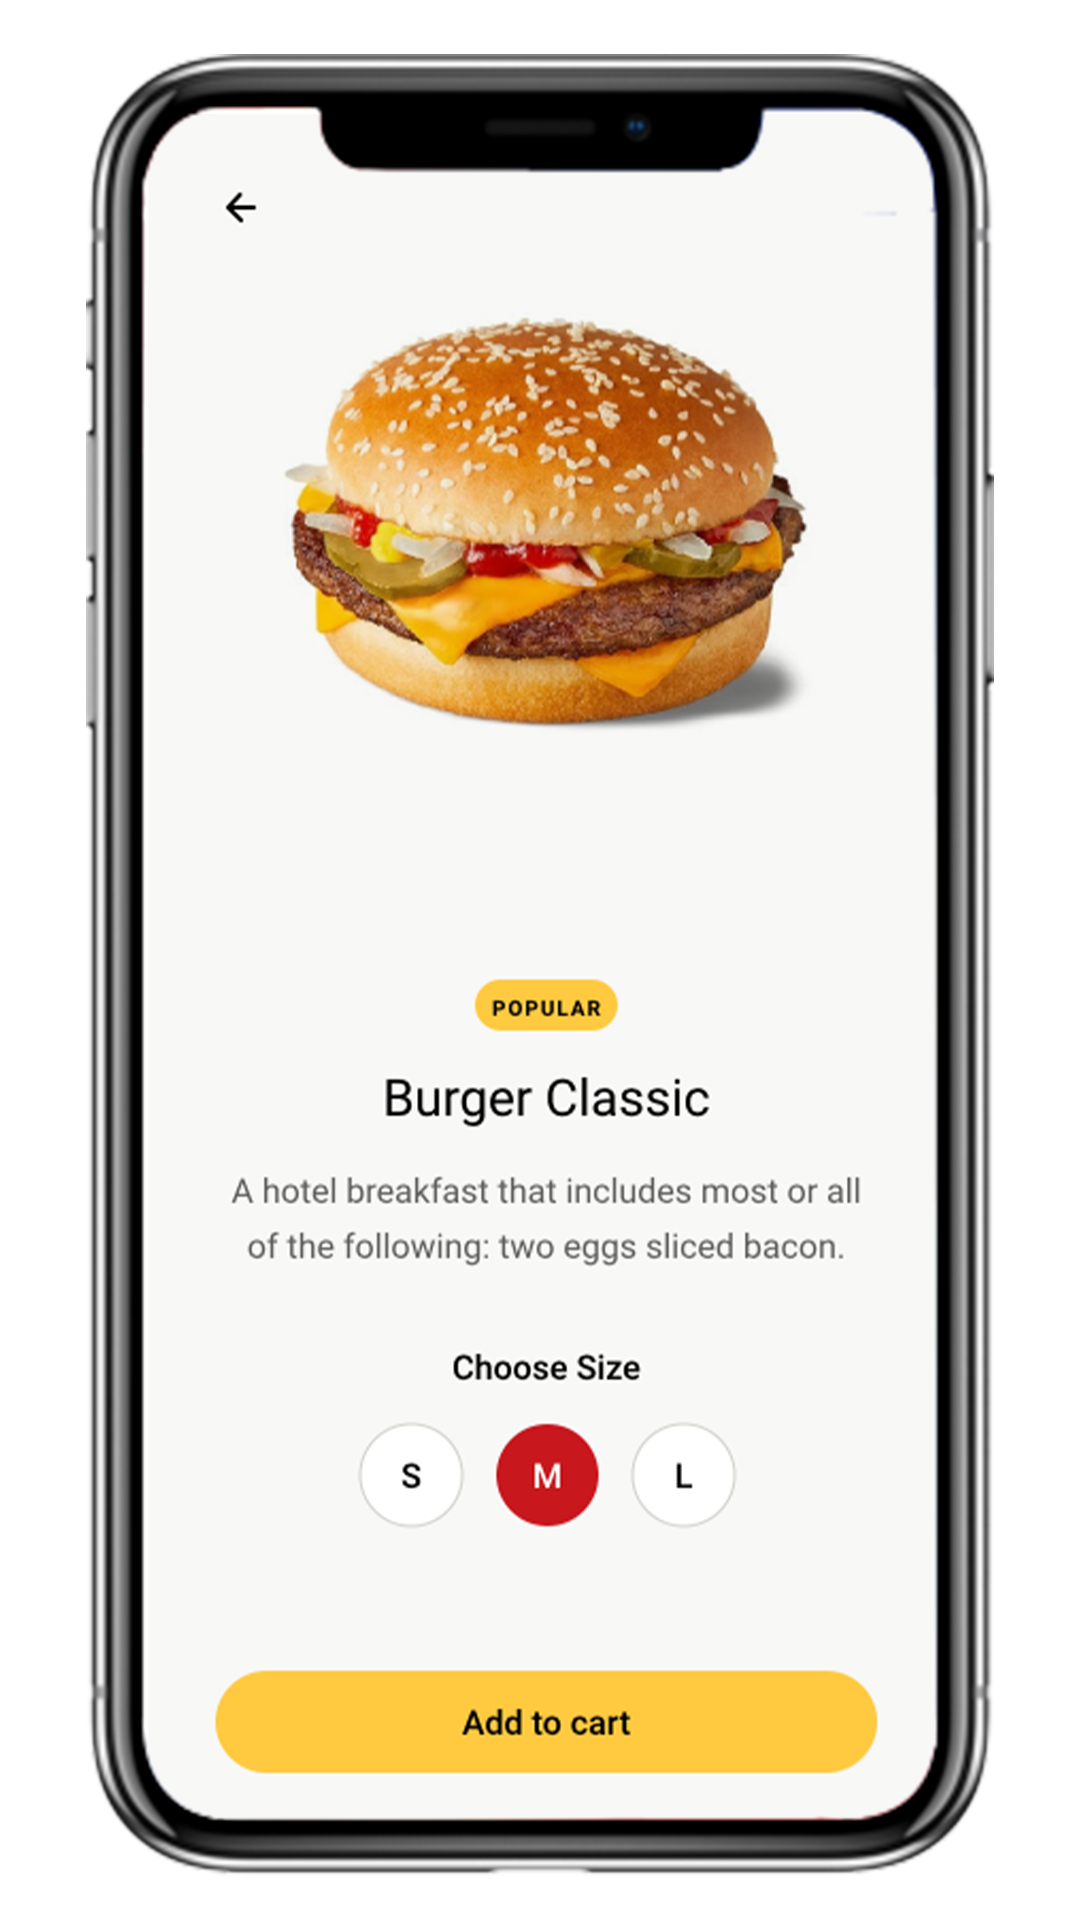 POPULAR
Burger Classic
A hotel breakfast that includes most or all
of the following: two eggs sliced bacon.
Choose Size
S M L
Add to cart